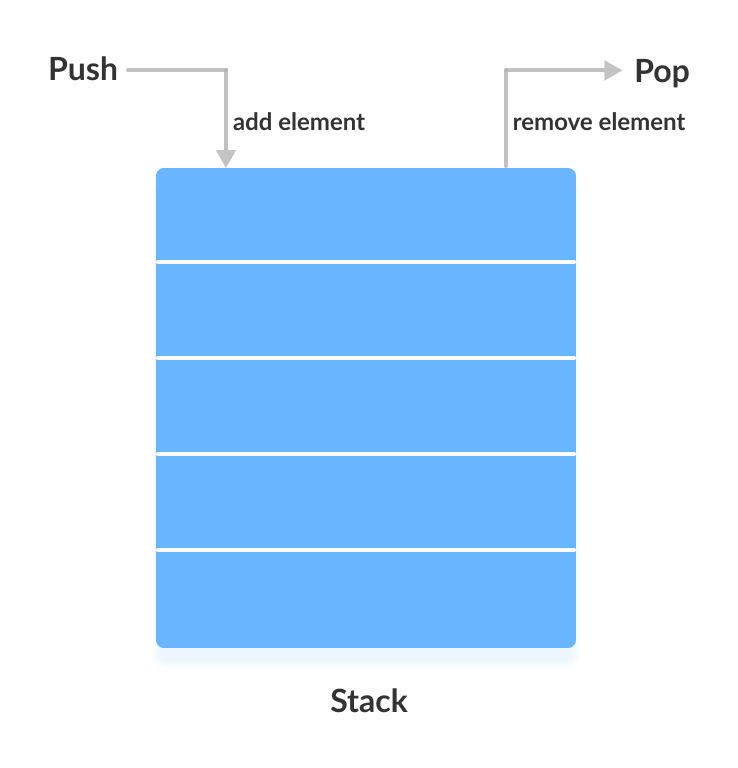 Push
Pop
add element
remove element
Stack